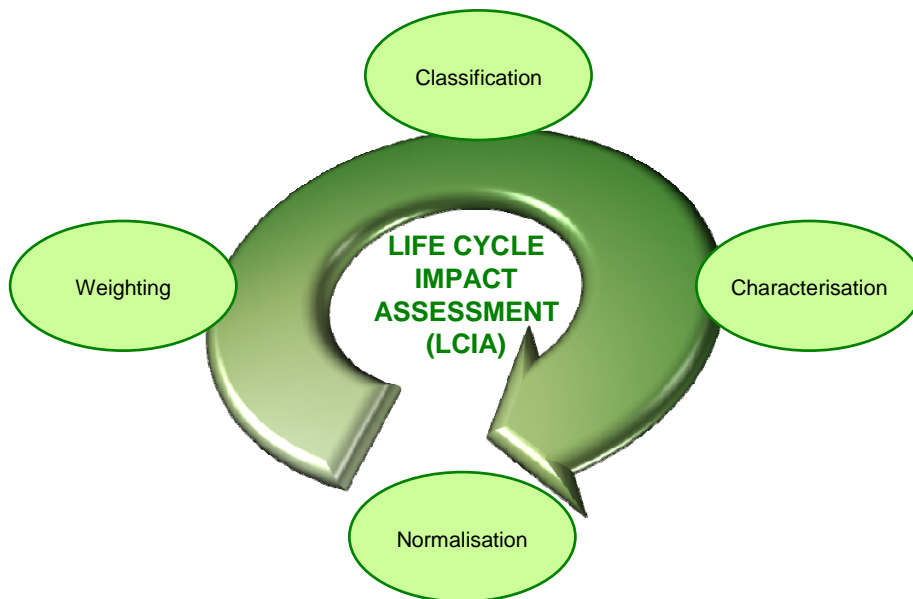 Classification
Weighting
LIFE CYCLE
IMPACT
ASSESSMENT
(LCIA)
Characterisation
Normalisation